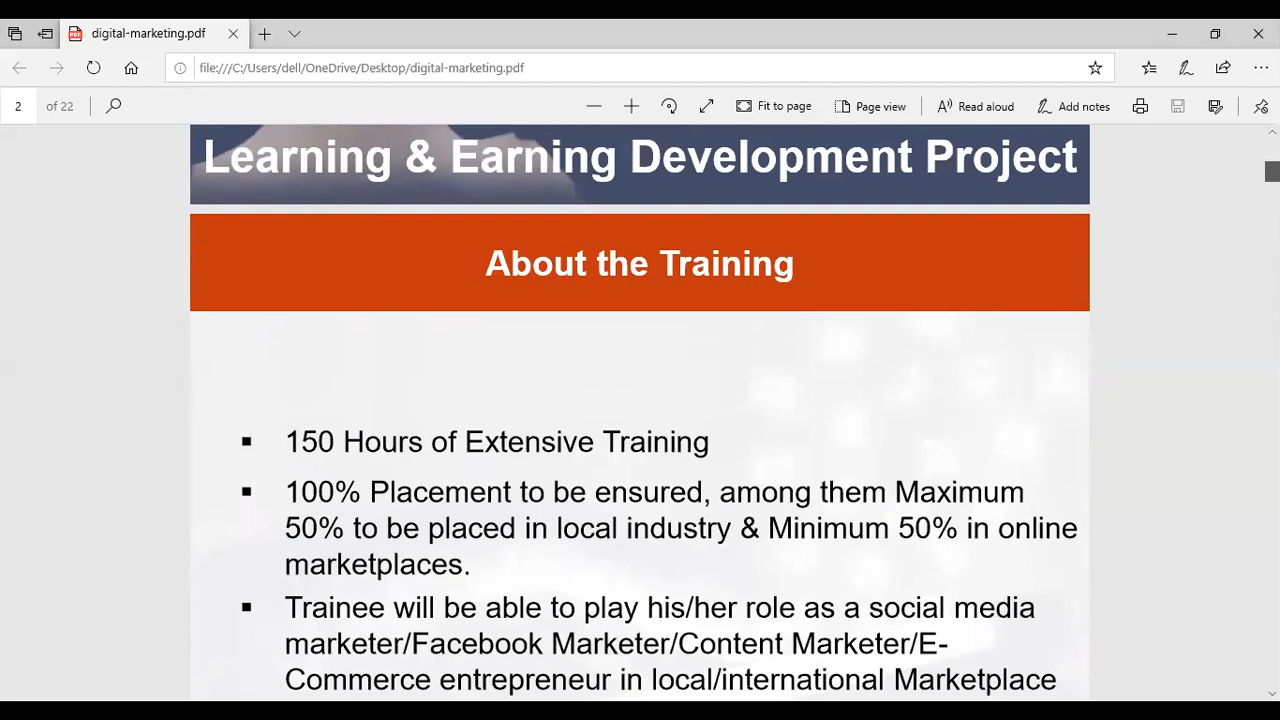 digital-marketing.pdf
file:///C:/Users/dell/OneDrive/Desktop/digital-marketing.pdf
2 of 22 Fit to page Page view Read aloud Add notes
Learning & Earning Development Project
About the Training
▪ 150 Hours of Extensive Training
▪ 100% Placement to be ensured, among them Maximum
50% to be placed in local industry & Minimum 50% in online
marketplaces.
▪ Trainee will be able to play his/her role as a social media
marketer/Facebook Marketer/Content Marketer/E-
Commerce entrepreneur in local/international Marketplace